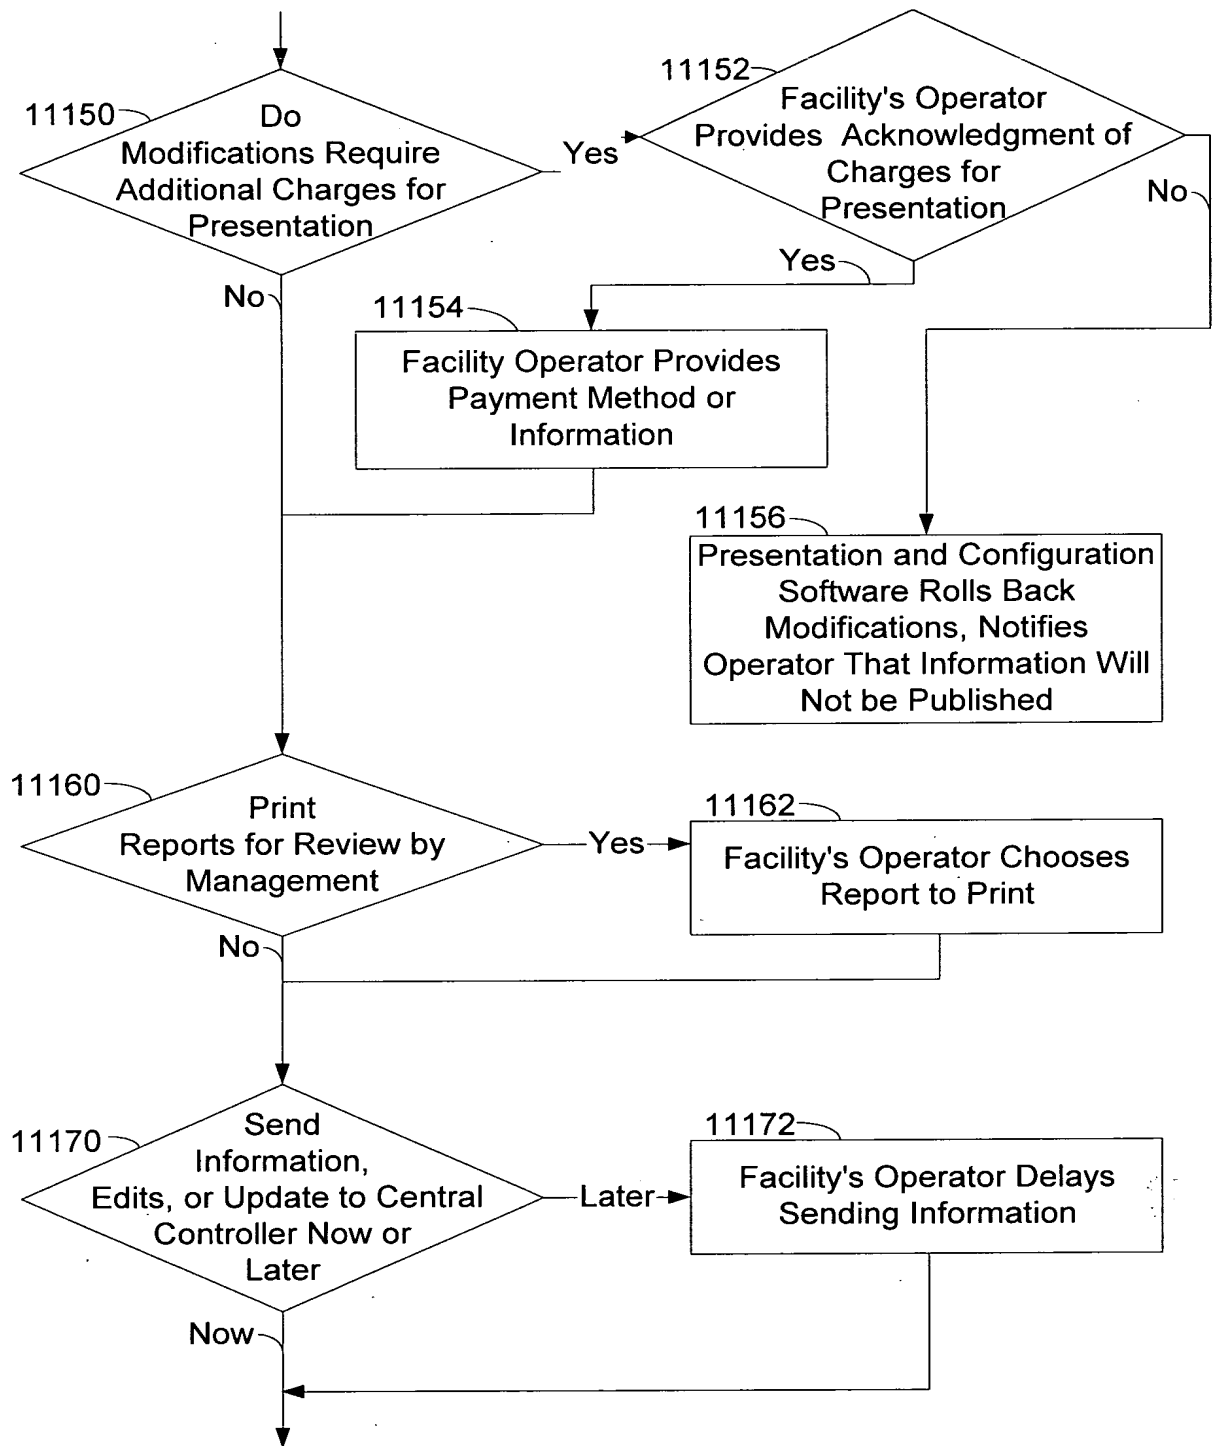 11150
Do
Modifications Require
Additional Charges for
Presentation
Yes
11152
Facility's Operator
Provides Acknowledgment of
Charges for
Presentation
No
Yes
No
11154
Facility Operator Provides
Payment Method or
Information
11156
Presentation and Configuration
Software Rolls Back
Modifications, Notifies
Operator That Information Will
Not be Published
11160
Print
Reports for Review by
Management
Yes
11162
Facility's Operator Chooses
Report to Print
No
11170
Send
Information,
Edits, or Update to Central
Controller Now or
Later
Later
11172
Facility's Operator Delays
Sending Information
Now